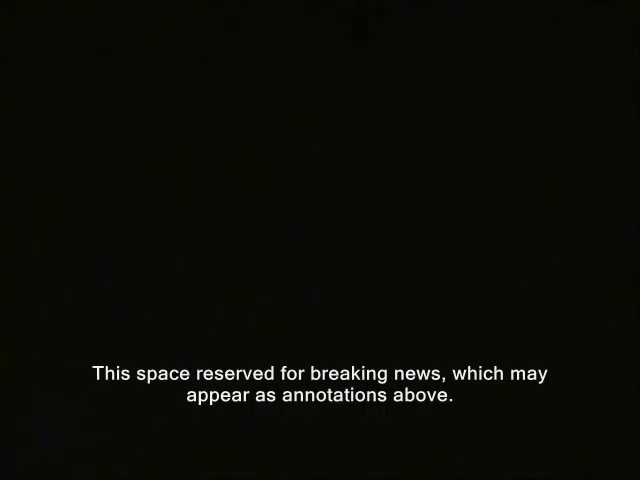 This space reserved for breaking news, which may
appear as annotations above.